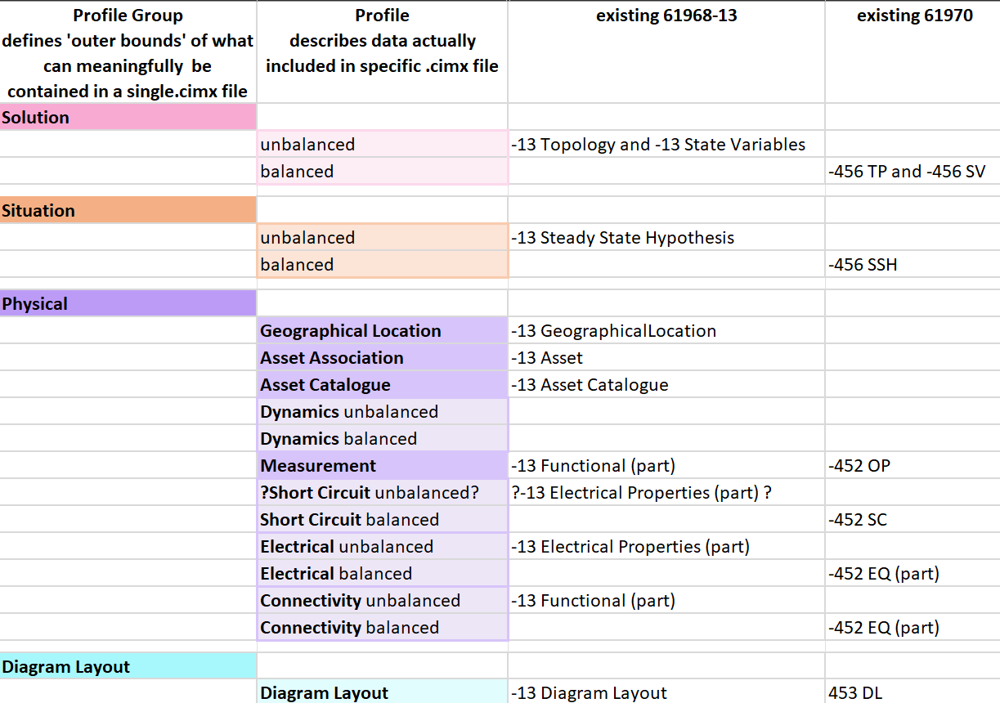 Profile Group
defines 'outer bounds' of what
can meaningfully be
contained in a single.cimx file
Profile
describes data actually
included in specific .cimx file
existing 61968-13
existing 61970
Solution
unbalanced
-13 Topology and -13 State Variables
balanced
-456 TP and -456 SV
Situation
unbalanced
-13 Steady State Hypothesis
balanced
-456 SSH
Physical
Geographical Location
-13 GeographicalLocation
Asset Association
-13 Asset
Asset Catalogue
-13 Asset Catalogue
Dynamics unbalanced
Dynamics balanced
Measurement
-13 Functional (part)
-452 OP
?Short Circuit unbalanced?
?-13 Electrical Properties (part) ?
Short Circuit balanced
-452 SC
Electrical unbalanced
-13 Electrical Properties (part)
Electrical balanced
-452 EQ (part)
Connectivity unbalanced
-13 Functional (part)
Connectivity balanced
-452 EQ (part)
Diagram Layout
Diagram Layout
-13 Diagram Layout
453 DL